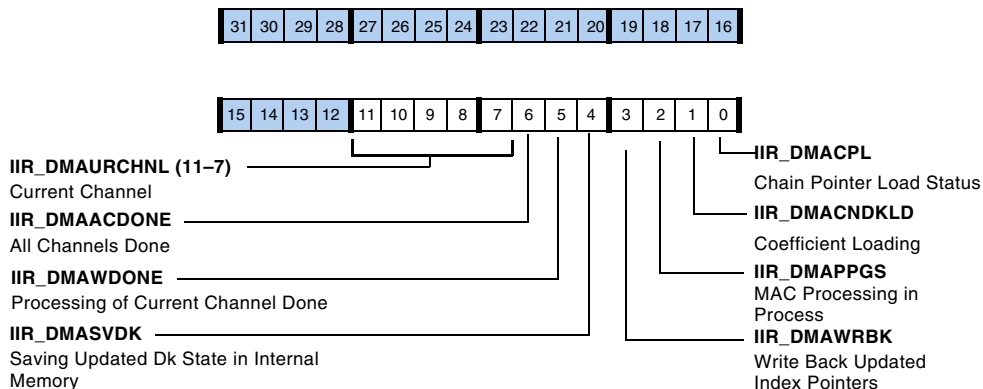 31 30 29 28 27 26 25 24 23 22 21 20 19 18 17 16
15 14 13 12 11 10 9 8 7 6 5 4 3 2 1 0
IIR_DMAURCHNL (11–7)
Current Channel
IIR_DMAACDONE
All Channels Done
IIR_DMAWDONE
Processing of Current Channel Done
IIR_DMASVDK
Saving Updated Dk State in Internal
Memory
IIR_DMACPL
Chain Pointer Load Status
IIR_DMACNDKLD
Coefficient Loading
IIR_DMAPPGS
MAC Processing in
Process
IIR_DMAWRBK
Write Back Updated
Index Pointers